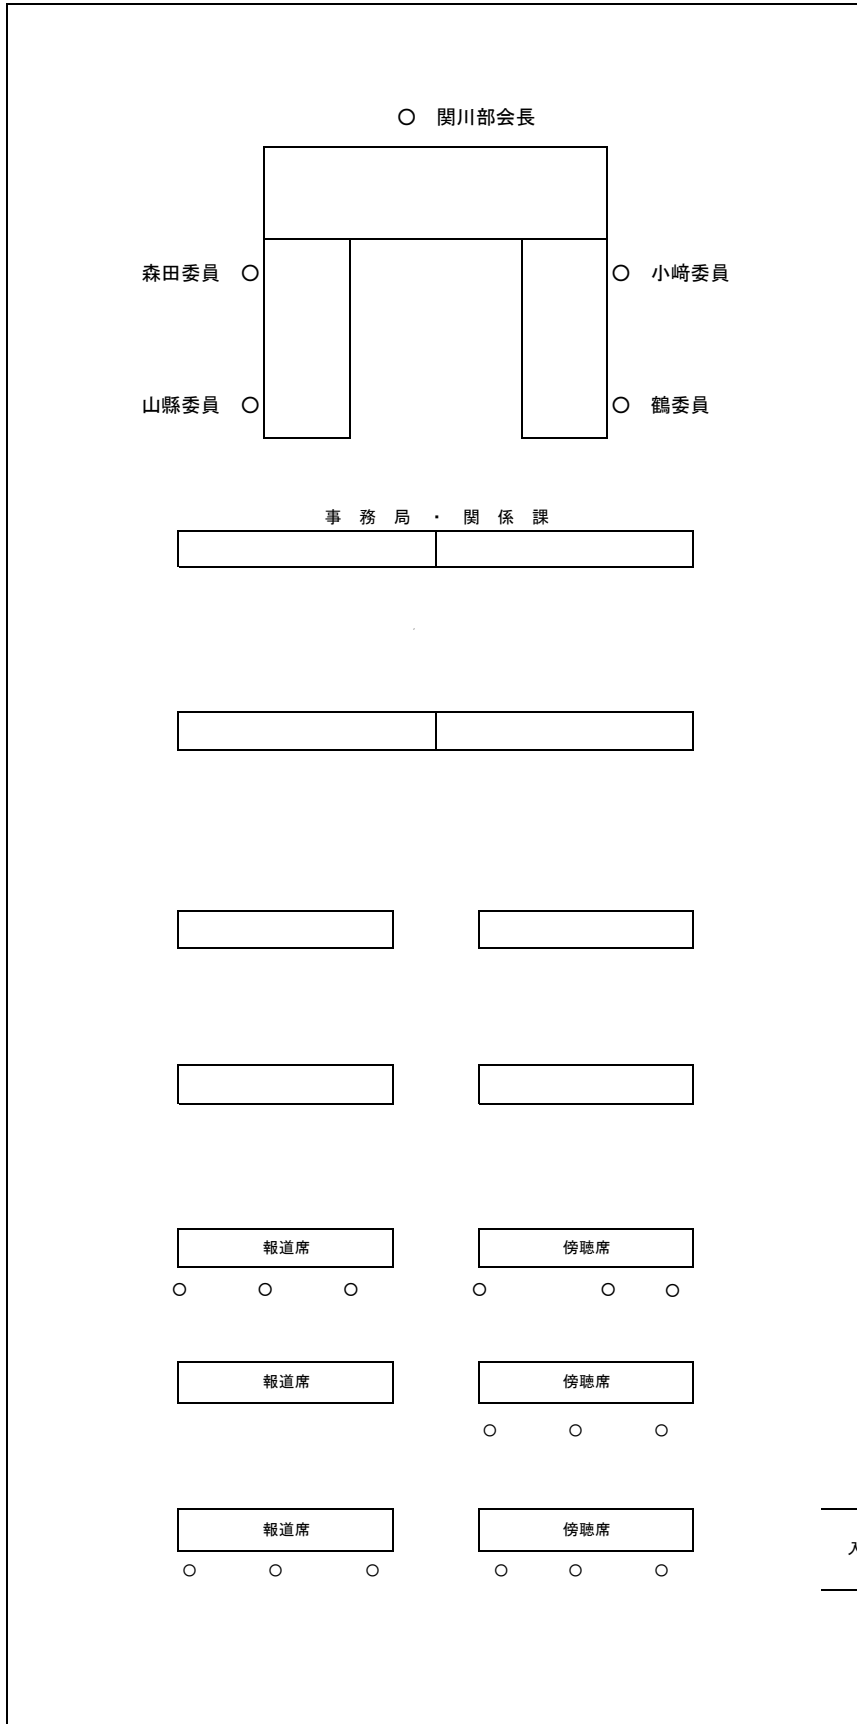 ○ 関川部会長
森田委員 ○ ○ 小﨑委員
山縣委員 ○ ○ 鶴委員
事務局・関係課
報道席 傍聴席
○ ○ ○ ○ ○ ○
報道席 傍聴席
○ ○ ○
報道席 傍聴席
○ ○ ○ ○ ○ ○